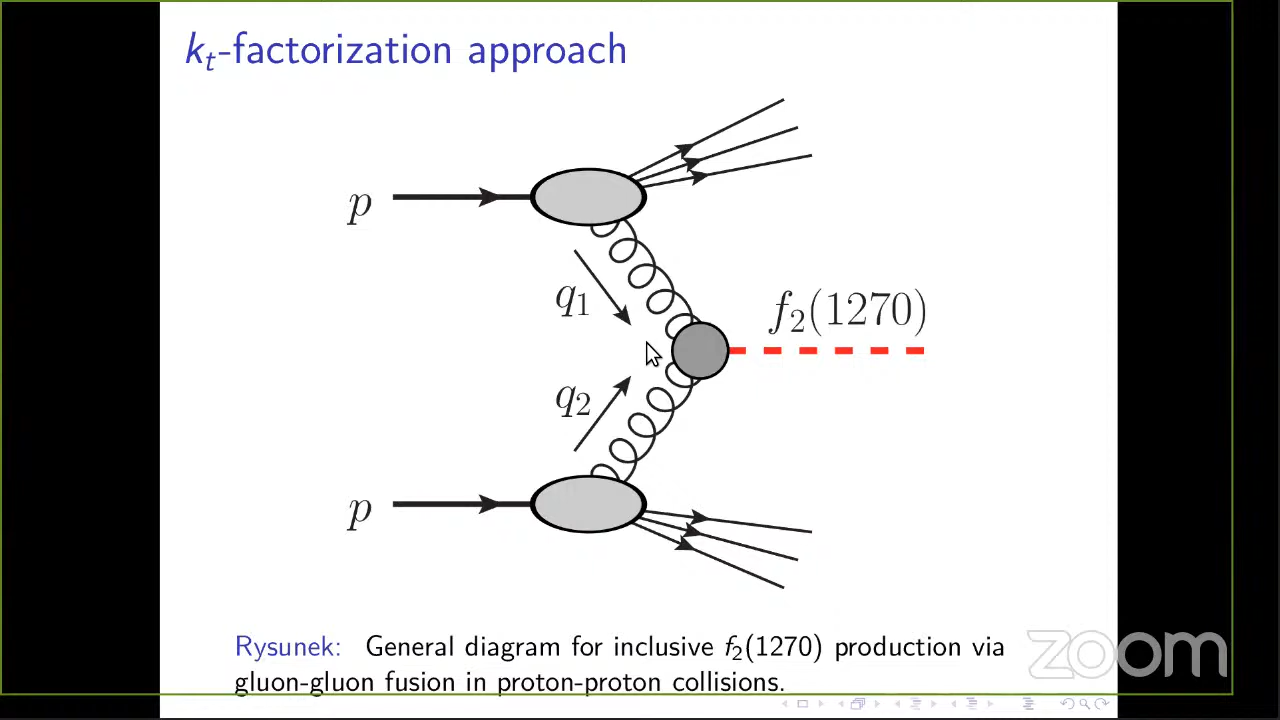 k_t-factorization approach
p
q_1
f_2(1270)
q_2
p
Rysunek: General diagram for inclusive f_2(1270) production via
gluon-gluon fusion in proton-proton collisions.
zoom